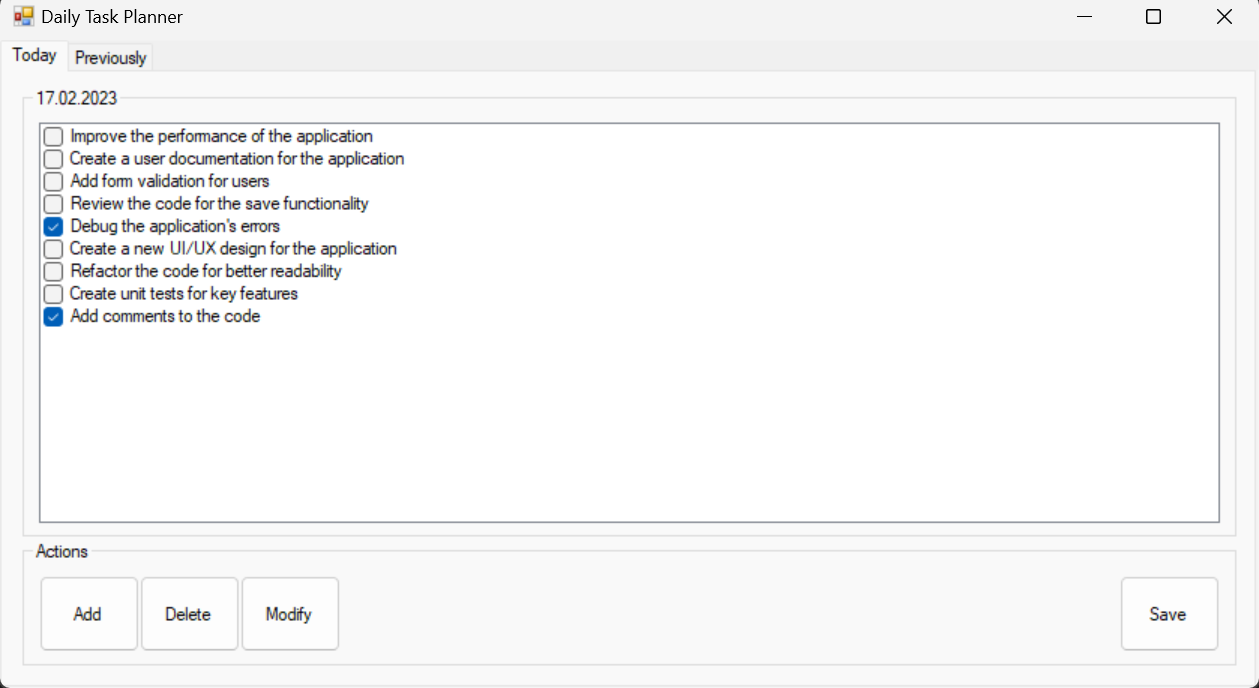 Daily Task Planner
Today Previously
17.02.2023
Improve the performance of the application
Create a user documentation for the application
Add form validation for users
Review the code for the save functionality
Debug the application's errors
Create a new UI/UX design for the application
Refactor the code for better readability
Create unit tests for key features
Add comments to the code
Actions
Add Delete Modify Save